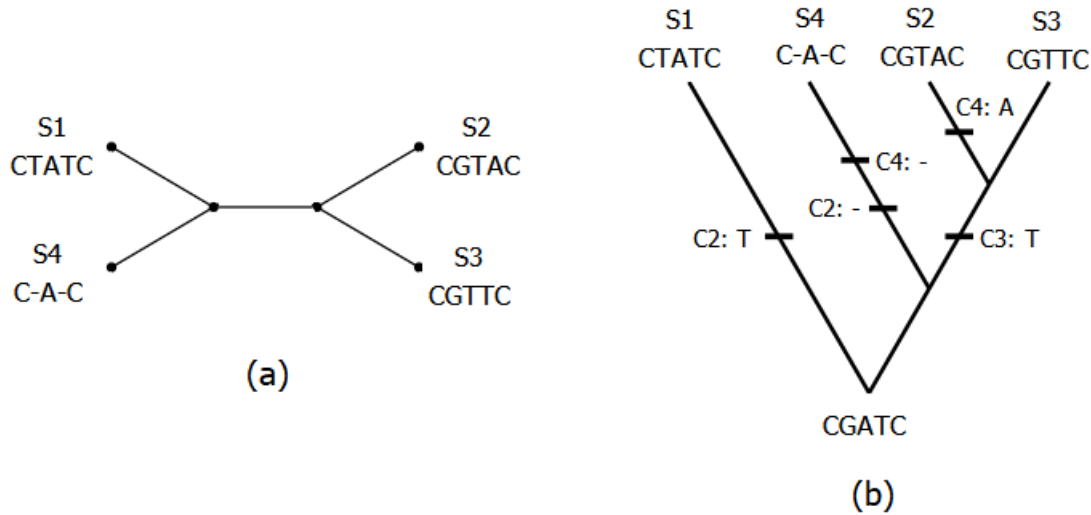 S1
CTATC
S4
C-A-C
S2
CGTAC
S3
CGTTC
(a)
S1
CTATC
S4
C-A-C
S2
CGTAC
S3
CGTTC
C4: A
C4: -
C2: -
C2: T
C3: T
CGATC
(b)